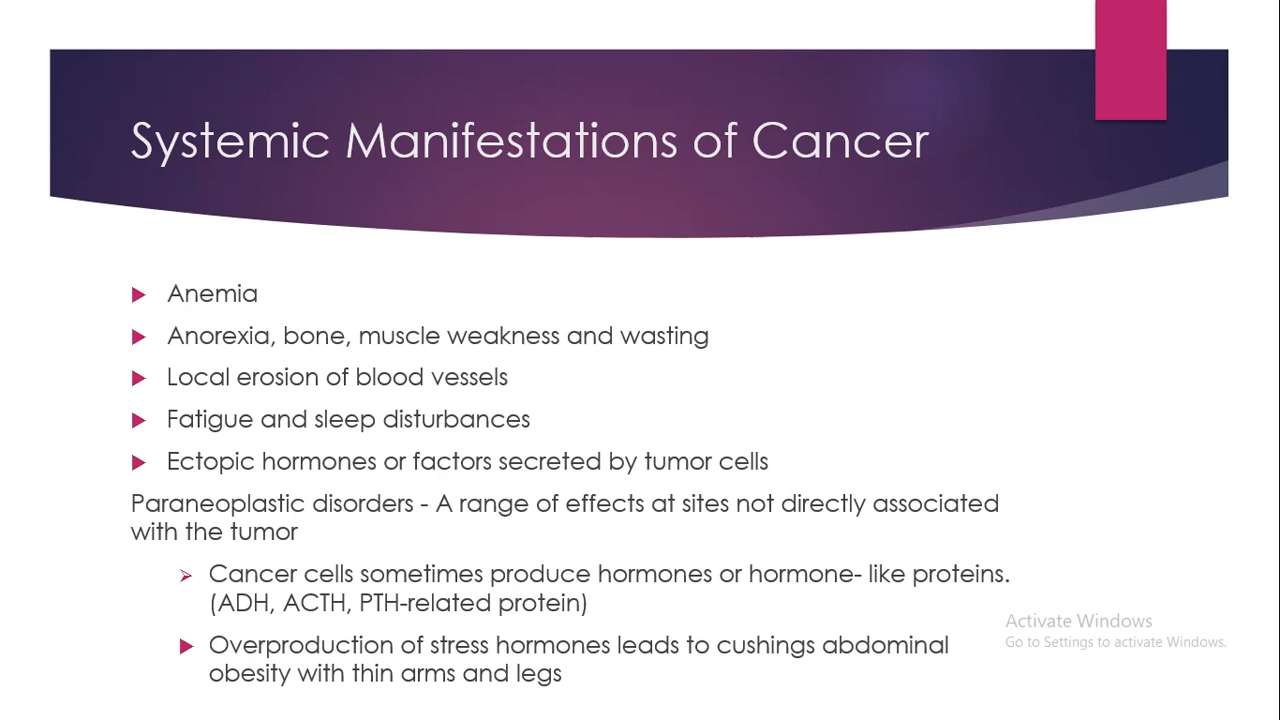 Systemic Manifestations of Cancer
Anemia
Anorexia, bone, muscle weakness and wasting
Local erosion of blood vessels
Fatigue and sleep disturbances
Ectopic hormones or factors secreted by tumor cells
Paraneoplastic disorders - A range of effects at sites not directly associated
with the tumor
Cancer cells sometimes produce hormones or hormone- like proteins.
(ADH, ACTH, PTH-related protein)
Overproduction of stress hormones leads to cushings abdominal
obesity with thin arms and legs
Activate Windows
Go to Settings to activate Windows.